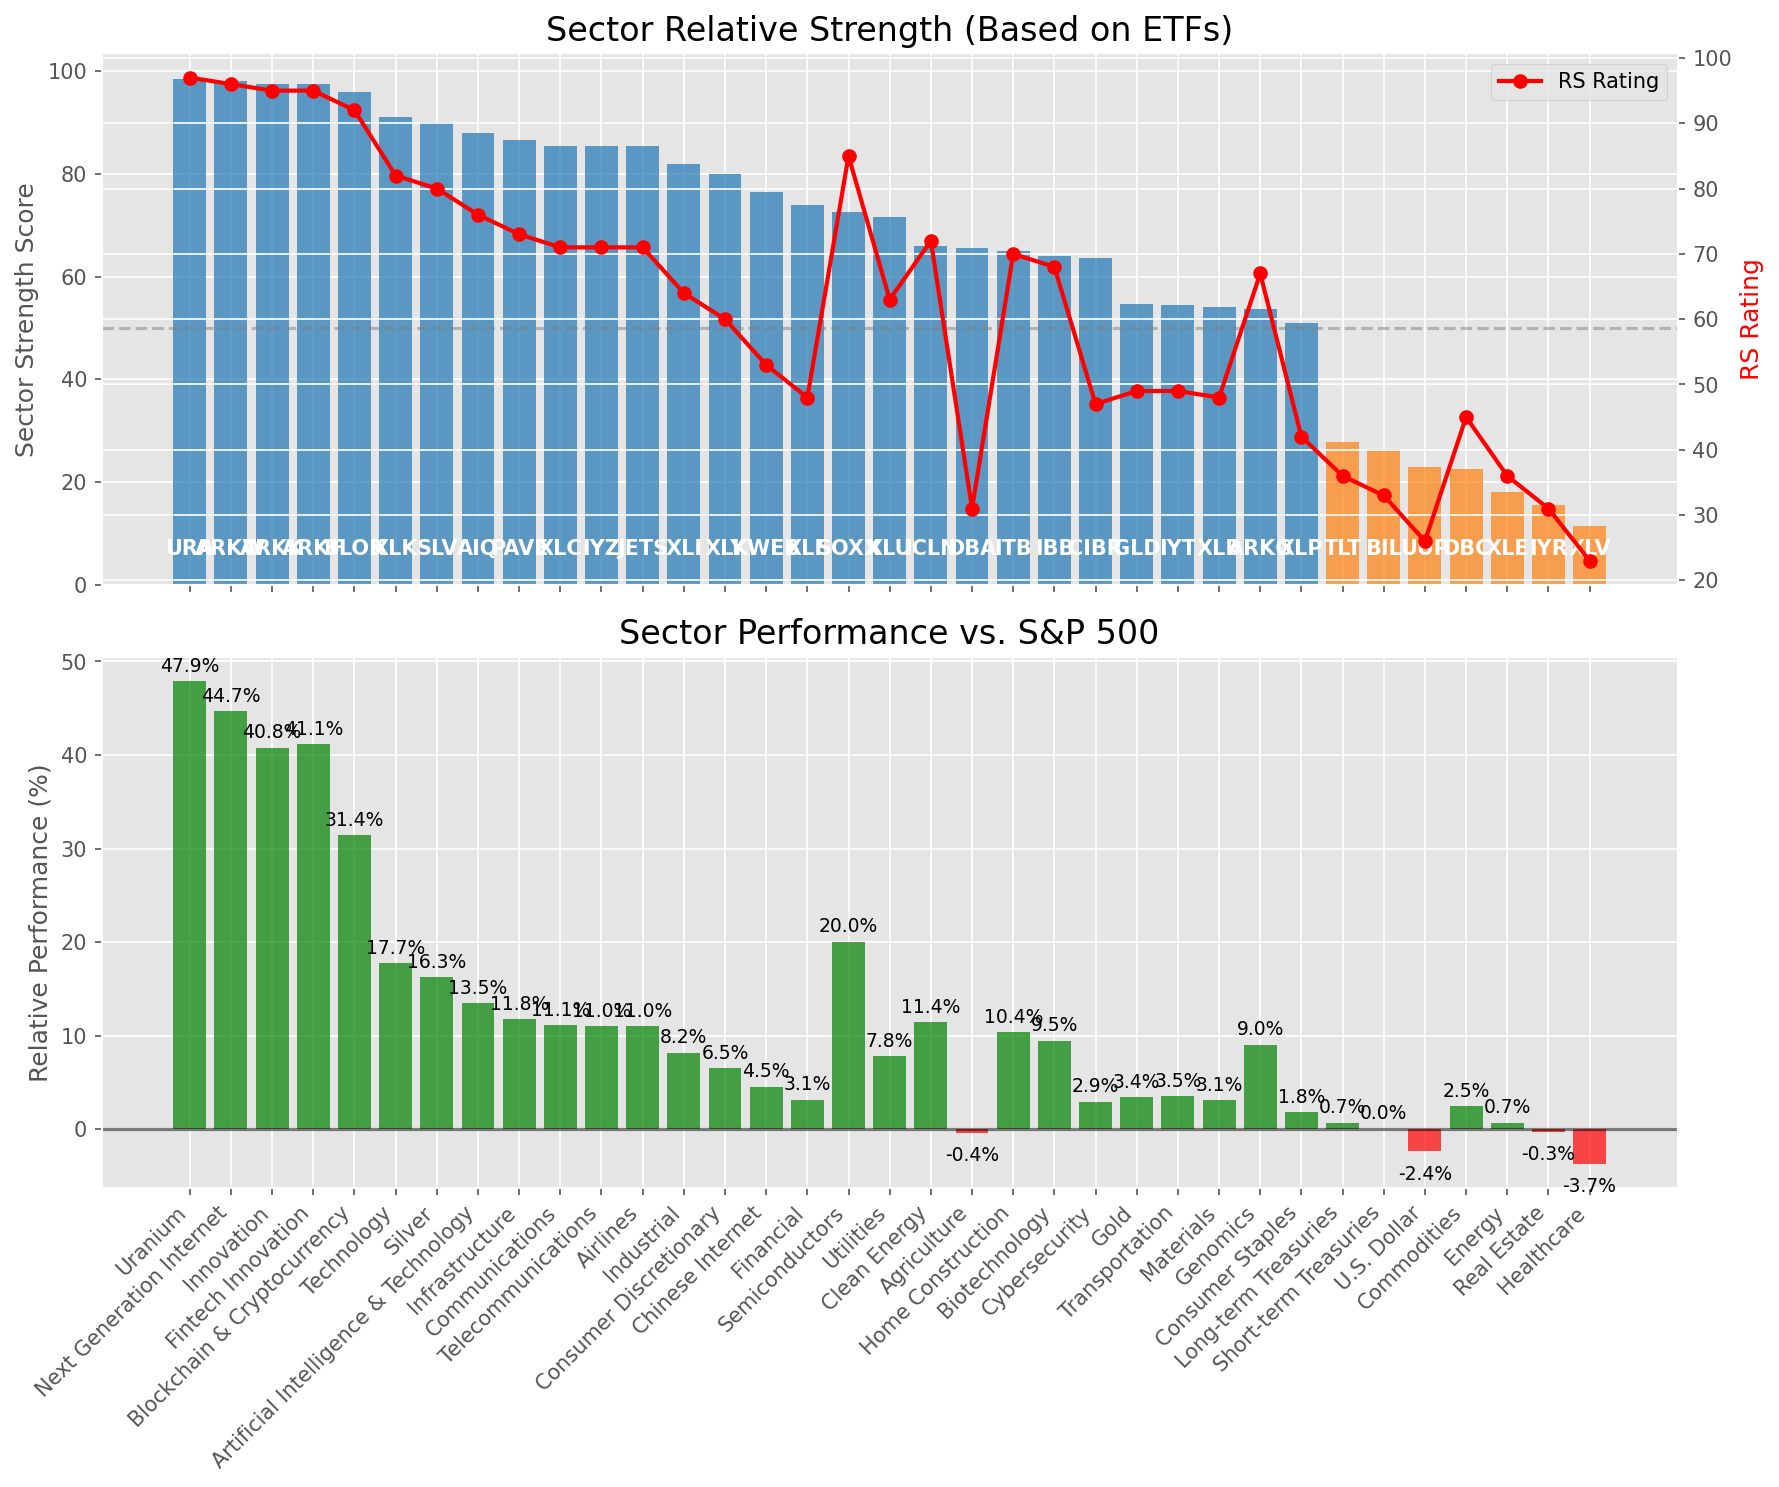 Sector Relative Strength (Based on ETFs)
Sector Strength Score
100
80
60
40
20
0
URA ARKW ARKK ARKF BLOK XLK SLV AIQ PAVE XLC IYZ JETS XLI XLY KWEB XLF SOXX XLU ICLN DBA ITB IBB CIBR GLD IYT XLB ARKG XLP TLT BIL UUP DBC XLE IYR XLV
RS Rating
100
90
80
70
60
50
40
30
20
RS Rating
Sector Performance vs. S&P 500
Relative Performance (%)
50
40
30
20
10
0
47.9%
44.7%
40.8%
41.1%
31.4%
17.7%
16.3%
13.5%
11.8%
11.1%
11.0%
11.0%
8.2%
6.5%
4.5%
3.1%
20.0%
7.8%
11.4%
-0.4%
10.4%
9.5%
2.9%
3.4%
3.5%
3.1%
9.0%
1.8%
0.7%
0.0%
-2.4%
2.5%
0.7%
-0.3%
-3.7%
Uranium
Next Generation Internet
Innovation
Fintech Innovation
Blockchain & Cryptocurrency
Technology
Silver
Artificial Intelligence & Technology
Infrastructure
Communications
Telecommunications
Airlines
Industrial
Consumer Discretionary
Chinese Internet
Financial
Semiconductors
Utilities
Clean Energy
Agriculture
Home Construction
Biotechnology
Cybersecurity
Gold
Transportation
Materials
Genomics
Consumer Staples
Long-term Treasuries
Short-term Treasuries
U.S. Dollar
Commodities
Energy
Real Estate
Healthcare